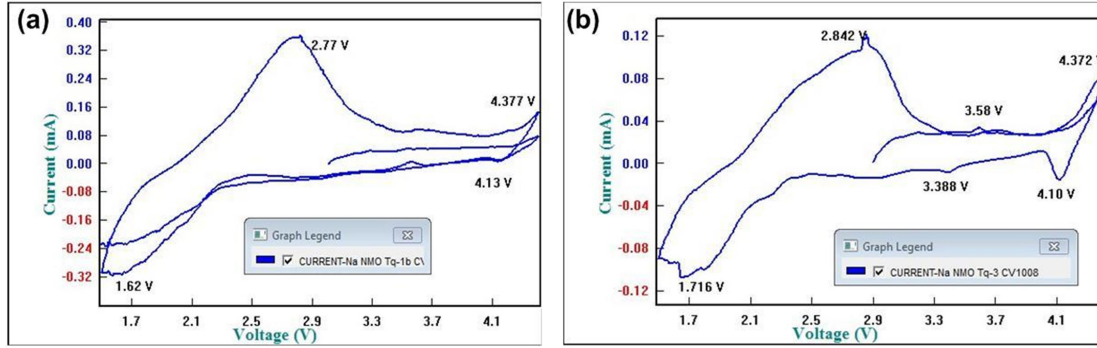 (a)
0.40
0.32
0.24
0.16
0.08
0.00
-0.08
-0.16
-0.24
-0.32
Current (mA)
2.77 V
4.377 V
4.13 V
1.62 V
Graph Legend
CURRENT-Na NMO Tq-1b CV
1.7 2.1 2.5 2.9 3.3 3.7 4.1
Voltage (V)
(b)
0.12
0.08
0.04
0.00
-0.04
-0.08
-0.12
Current (mA)
2.842 V
4.372 V
3.58 V
3.388 V
4.10 V
1.716 V
Graph Legend
CURRENT-Na NMO Tq-3 CV1008
1.7 2.1 2.5 2.9 3.3 3.7 4.1
Voltage (V)